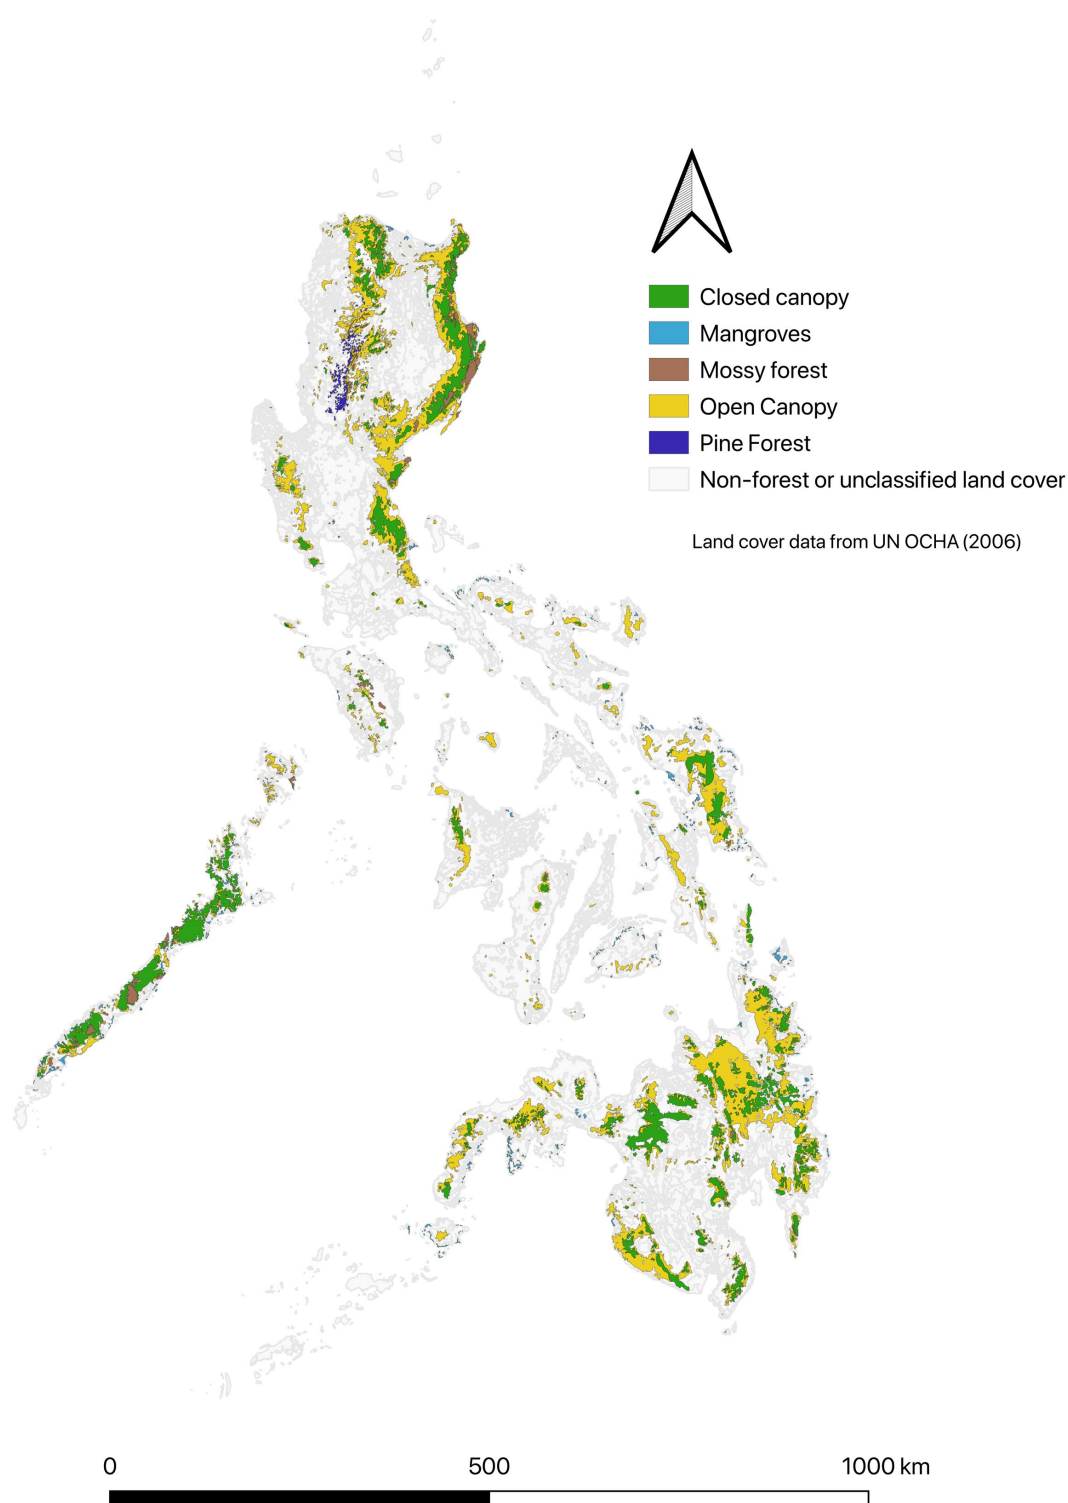 Closed canopy
Mangroves
Mossy forest
Open Canopy
Pine Forest
Non-forest or unclassified land cover
Land cover data from UN OCHA (2006)
0 500 1000 km